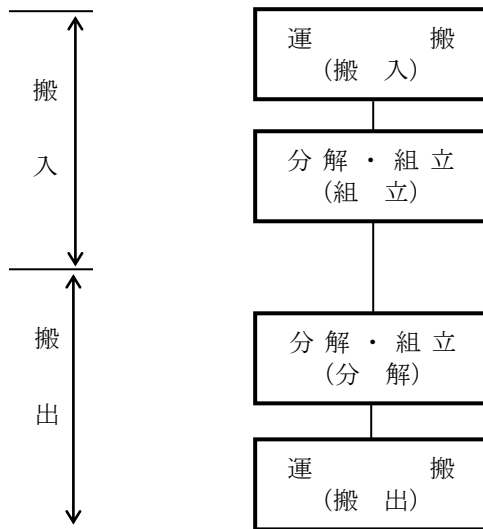 搬入
運搬
(搬入)
分解・組立
(組立)
搬出
分解・組立
(分解)
運搬
(搬出)